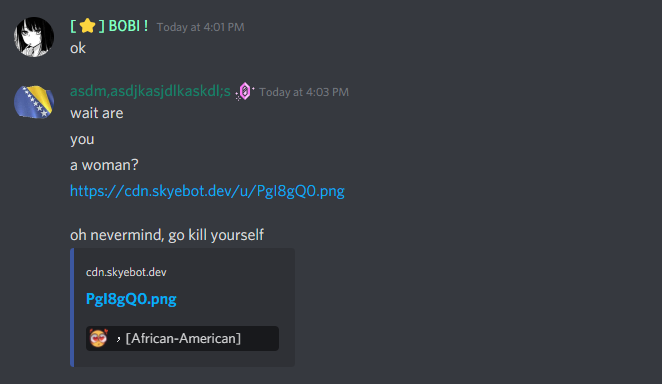 [ ⭐ ] BOBI ! Today at 4:01 PM
ok
asdm,asdjkasjdlkaskdl;s Today at 4:03 PM
wait are
you
a woman?
https://cdn.skyebot.dev/u/PgI8gQ0.png
oh nevermind, go kill yourself
cdn.skyebot.dev
PgI8gQ0.png
, [African-American]